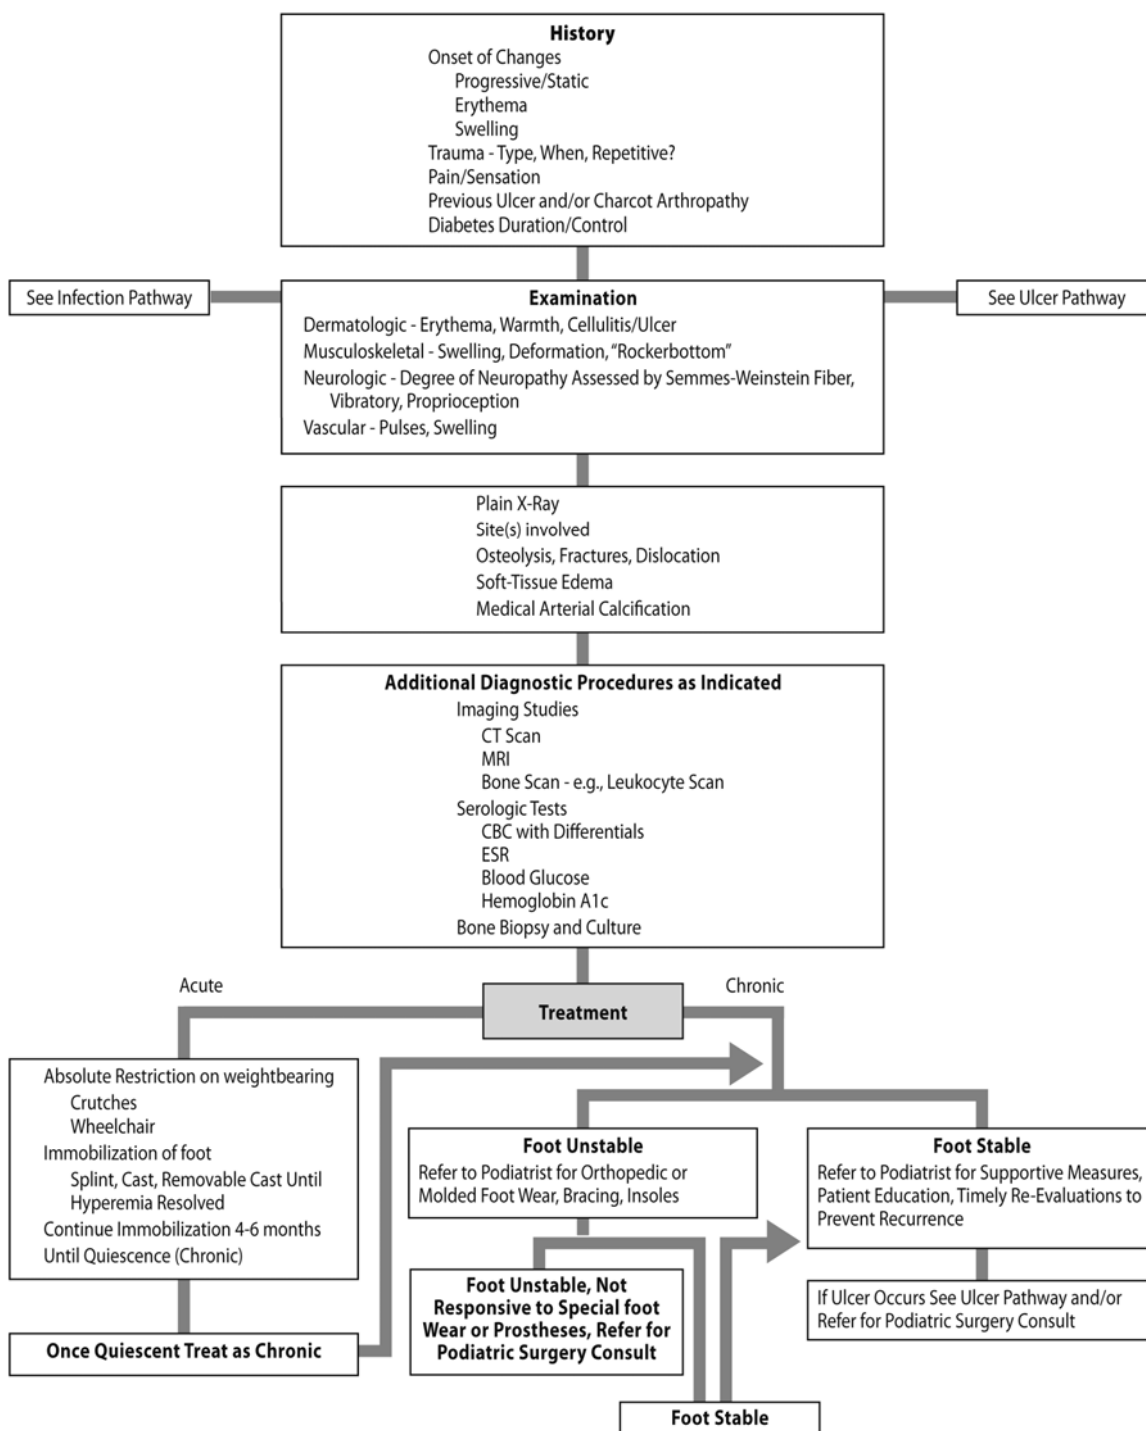 History
Onset of Changes
Progressive/Static
Erythema
Swelling
Trauma - Type, When, Repetitive?
Pain/Sensation
Previous Ulcer and/or Charcot Arthropathy
Diabetes Duration/Control
See Infection Pathway
Examination
Dermatologic - Erythema, Warmth, Cellulitis/Ulcer
Musculoskeletal - Swelling, Deformation, “Rockerbottom”
Neurologic - Degree of Neuropathy Assessed by Semmes-Weinstein Fiber,
Vibratory, Proprioception
Vascular - Pulses, Swelling
See Ulcer Pathway
Plain X-Ray
Site(s) involved
Osteolysis, Fractures, Dislocation
Soft-Tissue Edema
Medical Arterial Calcification
Additional Diagnostic Procedures as Indicated
Imaging Studies
CT Scan
MRI
Bone Scan - e.g., Leukocyte Scan
Serologic Tests
CBC with Differentials
ESR
Blood Glucose
Hemoglobin A1c
Bone Biopsy and Culture
Acute
Treatment
Chronic
Absolute Restriction on weightbearing
Crutches
Wheelchair
Immobilization of foot
Splint, Cast, Removable Cast Until
Hyperemia Resolved
Continue Immobilization 4-6 months
Until Quiescence (Chronic)
Once Quiescent Treat as Chronic
Foot Unstable
Refer to Podiatrist for Orthopedic or
Molded Foot Wear, Bracing, Insoles
Foot Stable
Refer to Podiatrist for Supportive Measures,
Patient Education, Timely Re-Evaluations to
Prevent Recurrence
Foot Unstable, Not
Responsive to Special foot
Wear or Prostheses, Refer for
Podiatric Surgery Consult
If Ulcer Occurs See Ulcer Pathway and/or
Refer for Podiatric Surgery Consult
Foot Stable